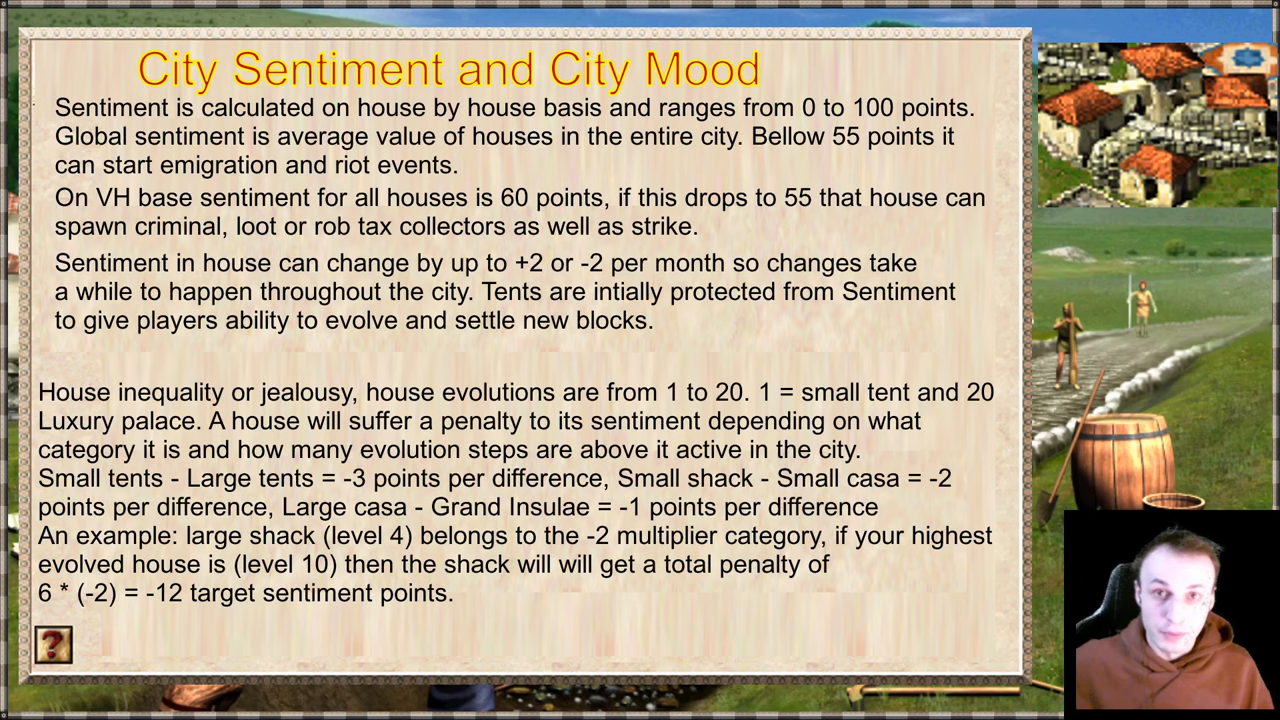 City Sentiment and City Mood
Sentiment is calculated on house by house basis and ranges from 0 to 100 points.
Global sentiment is average value of houses in the entire city. Bellow 55 points it
can start emigration and riot events.
On VH base sentiment for all houses is 60 points, if this drops to 55 that house can
spawn criminal, loot or rob tax collectors as well as strike.
Sentiment in house can change by up to +2 or -2 per month so changes take
a while to happen throughout the city. Tents are intially protected from Sentiment
to give players ability to evolve and settle new blocks.
House inequality or jealousy, house evolutions are from 1 to 20. 1 = small tent and 20
Luxury palace. A house will suffer a penalty to its sentiment depending on what
category it is and how many evolution steps are above it active in the city.
Small tents - Large tents = -3 points per difference, Small shack - Small casa = -2
points per difference, Large casa - Grand Insulae = -1 points per difference
An example: large shack (level 4) belongs to the -2 multiplier category, if your highest
evolved house is (level 10) then the shack will will get a total penalty of
6 * (-2) = -12 target sentiment points.
?